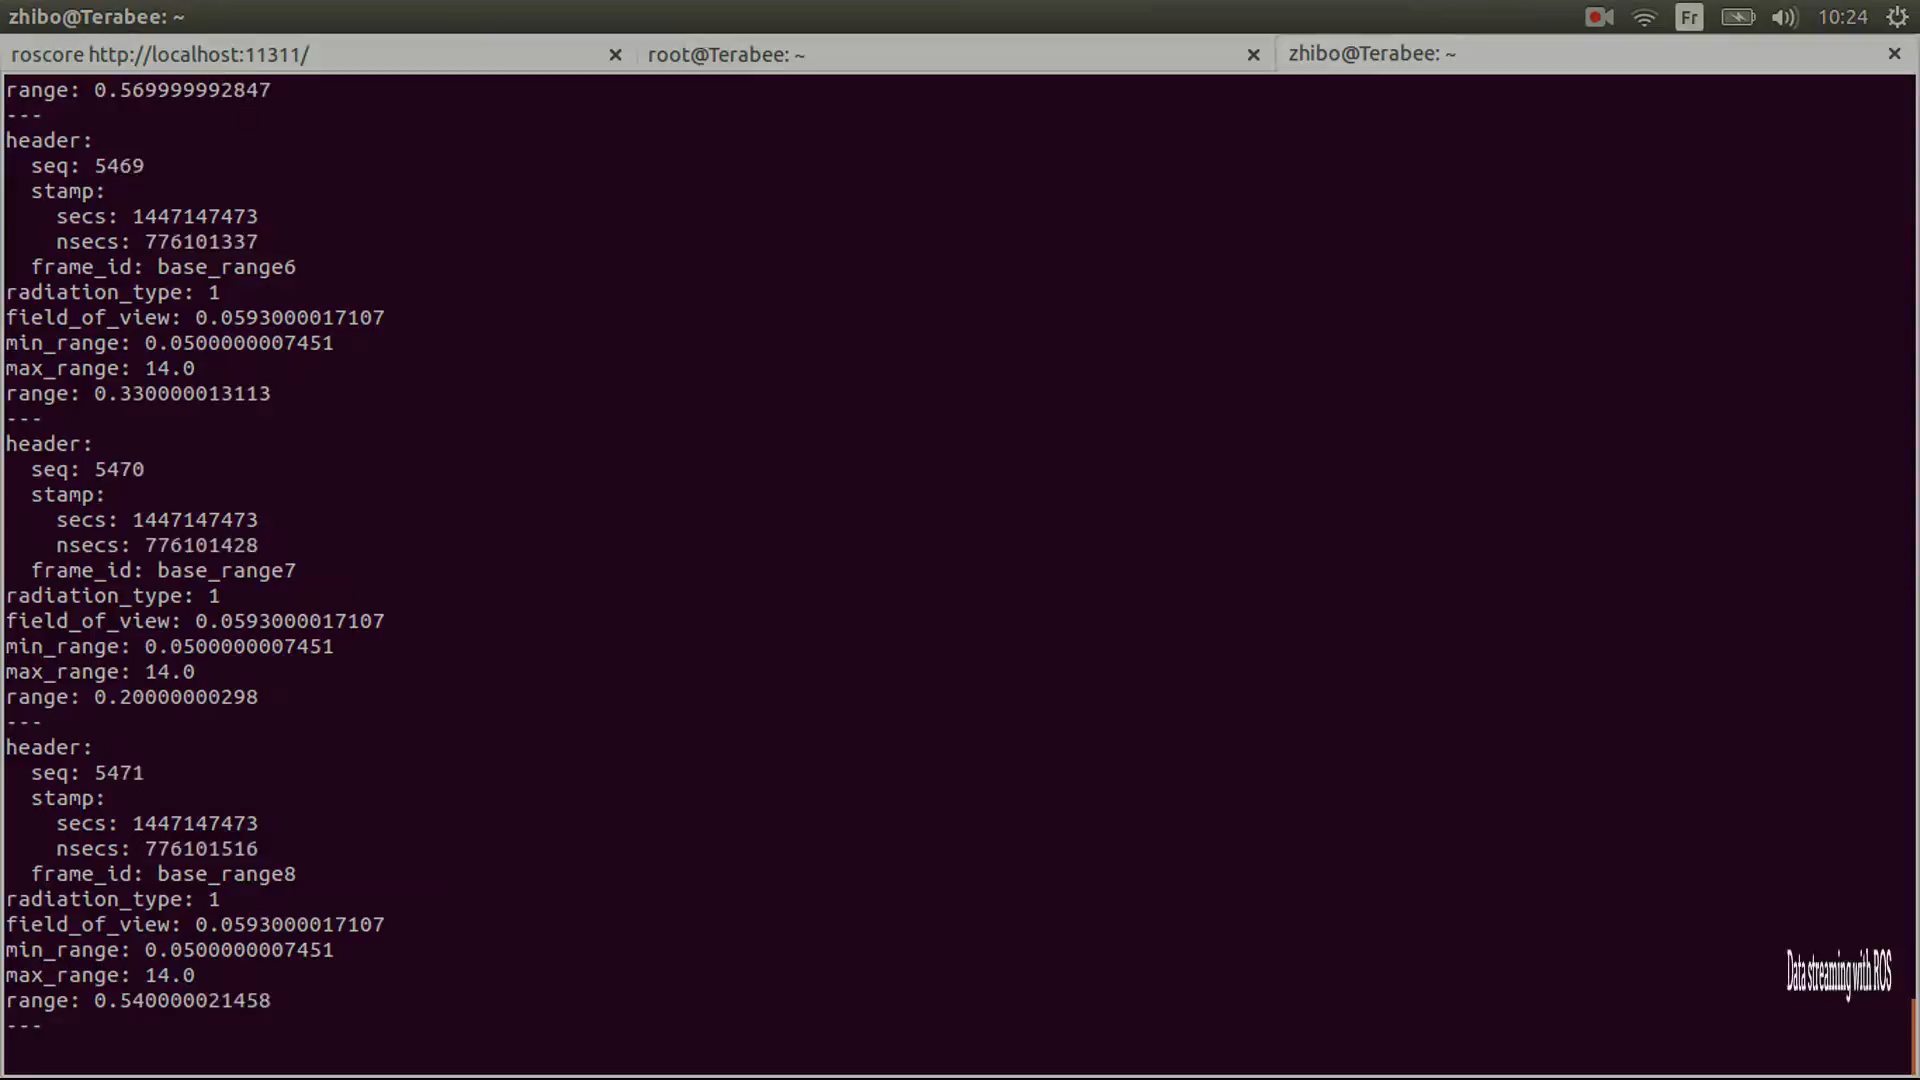 zhibo@Terabee: ~
Fr
10:24
roscore http://localhost:11311/
root@Terabee: ~
zhibo@Terabee: ~
range: 0.569999992847
---
header:
  seq: 5469
  stamp:
    secs: 1447147473
    nsecs: 776101337
  frame_id: base_range6
radiation_type: 1
field_of_view: 0.0593000017107
min_range: 0.0500000007451
max_range: 14.0
range: 0.330000013113
---
header:
  seq: 5470
  stamp:
    secs: 1447147473
    nsecs: 776101428
  frame_id: base_range7
radiation_type: 1
field_of_view: 0.0593000017107
min_range: 0.0500000007451
max_range: 14.0
range: 0.20000000298
---
header:
  seq: 5471
  stamp:
    secs: 1447147473
    nsecs: 776101516
  frame_id: base_range8
radiation_type: 1
field_of_view: 0.0593000017107
min_range: 0.0500000007451
max_range: 14.0
range: 0.540000021458
---
Data streaming with ROS